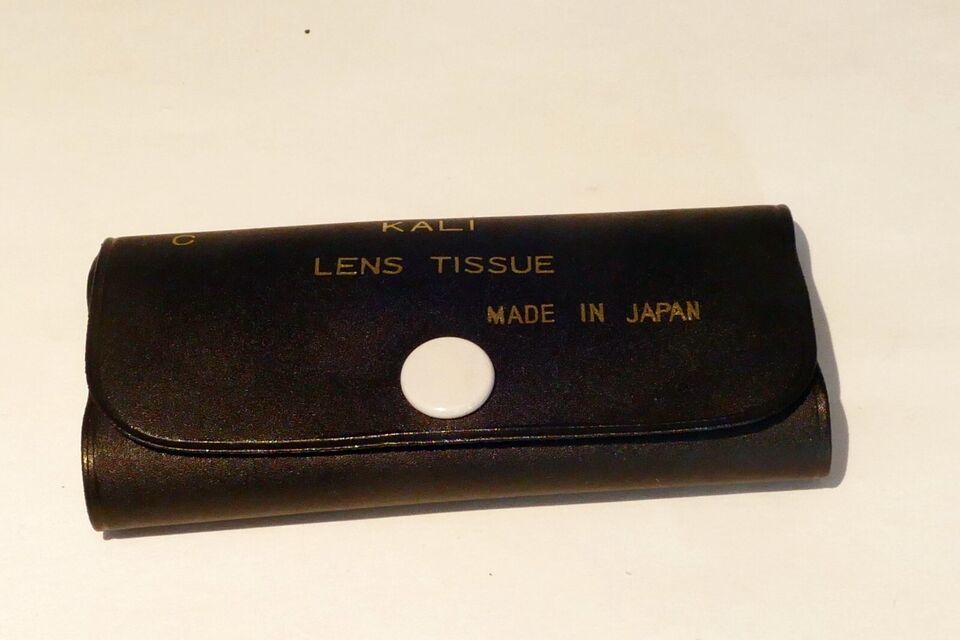 C KALI
LENS TISSUE
MADE IN JAPAN